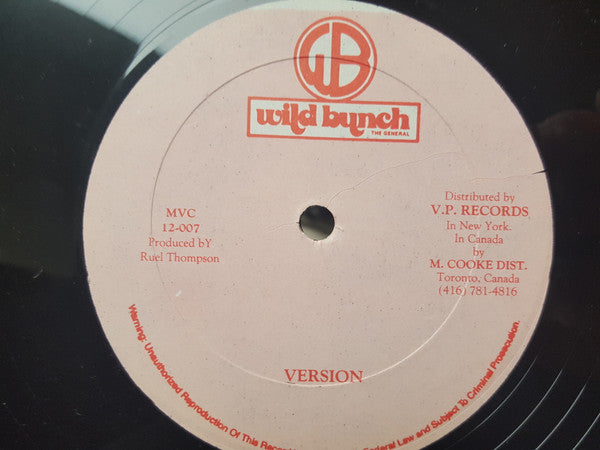 WB
wild bunch
THE GENERAL
MVC
12-007
Produced bY
Ruel Thompson
Distributed by
V.P. RECORDS
In New York.
In Canada
by
M. COOKE DIST.
Toronto, Canada
(416) 781-4816
VERSION
Warning: Unauthorized Reproduction Of This Recor Federal Law and Subject To Criminal Prosecution.